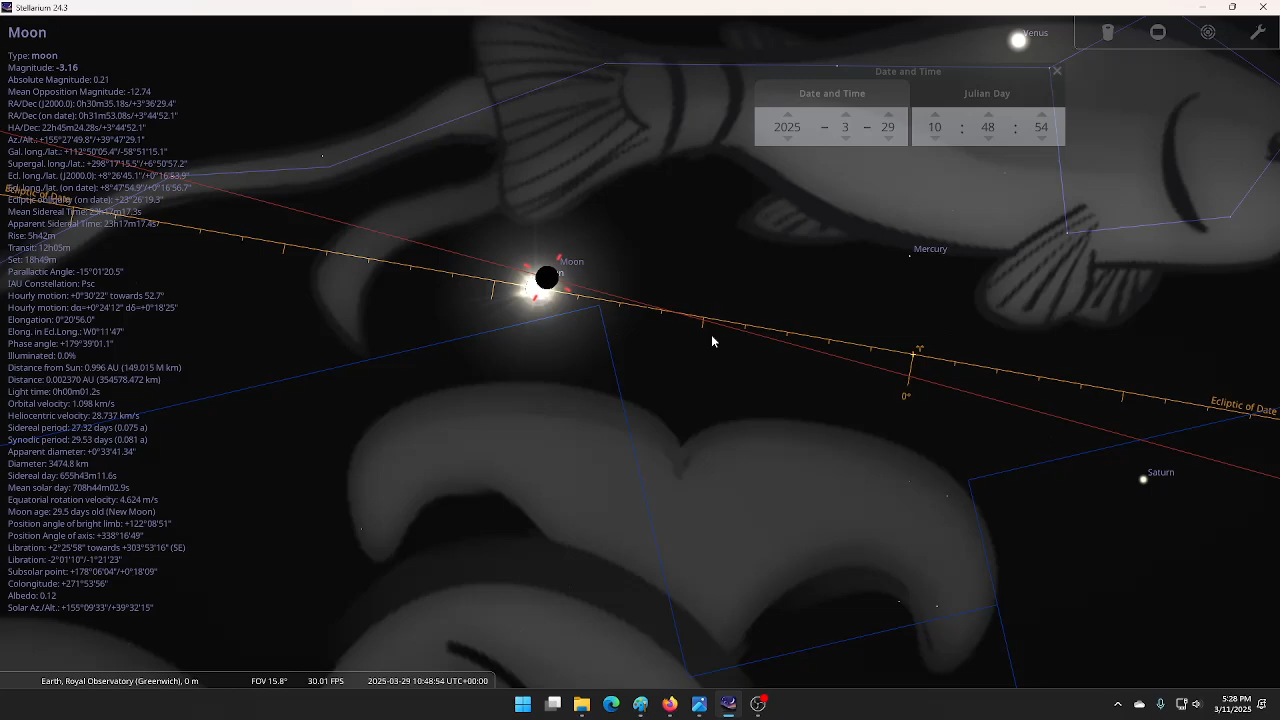 Stellarium 24.3
Moon
Type: moon
Magnitude: -3.16
Absolute Magnitude: 0.21
Mean Opposition Magnitude: -12.74
RA/Dec (J2000.0): 0h30m35.18s/+3°36'29.4"
RA/Dec (on date): 0h31m53.08s/+3°44'52.1"
HA/Dec: 22h45m24.28s/+3°44'52.1"
Az./Alt.: +155°27'49.8"/+39°47'29.1"
Gal. long./lat.: +112°50'05.4"/-58°51'15.1"
Supergal. long./lat.: +298°17'15.5"/+6°50'57.2"
Ecl. long./lat. (J2000.0): +8°26'45.1"/+0°16'53.9"
Ecl. long./lat. (on date): +8°47'54.9"/+0°16'56.7"
Ecliptic obliquity (on date): +23°26'19.3"
Mean Sidereal Time: 23h17m17.3s
Apparent Sidereal Time: 23h17m17.4s
Rise: 5h42m
Transit: 12h05m
Set: 18h49m
Parallactic Angle: -15°01'20.5"
IAU Constellation: Psc
Hourly motion: +0°30'22" towards 52.7°
Hourly motion: dα=+0°24'12" dδ=+0°18'25"
Elongation: 0°20'56.0"
Elong. in Ecl.Long.: W0°11'47"
Phase angle: +179°39'01.1"
Illuminated: 0.0%
Distance from Sun: 0.996 AU (149.015 M km)
Distance: 0.002370 AU (354578.472 km)
Light time: 0h00m01.2s
Orbital velocity: 1.098 km/s
Heliocentric velocity: 28.737 km/s
Sidereal period: 27.32 days (0.075 a)
Synodic period: 29.53 days (0.081 a)
Apparent diameter: +0°33'41.34"
Diameter: 3474.8 km
Sidereal day: 655h43m11.6s
Mean solar day: 708h44m02.9s
Equatorial rotation velocity: 4.624 m/s
Moon age: 29.5 days old (New Moon)
Position angle of bright limb: +122°08'51"
Position Angle of axis: +338°16'49"
Libration: +2°25'58" towards +303°53'16" (SE)
Libration: -2°01'10"/-1°21'23"
Subsolar point: +178°06'04"/+0°18'09"
Colongitude: +271°53'56"
Albedo: 0.12
Solar Az./Alt.: +155°09'33"/+39°32'15"
Venus
Date and Time
Date and Time Julian Day
2025 – 3 – 29 10 : 48 : 54
Ecliptic of Date
Moon
Mercury
♈
0°
Ecliptic of Date
Saturn
Earth, Royal Observatory (Greenwich), 0 m FOV 15.8° 30.01 FPS 2025-03-29 10:48:54 UTC+00:00
5:28 PM
3/11/2025